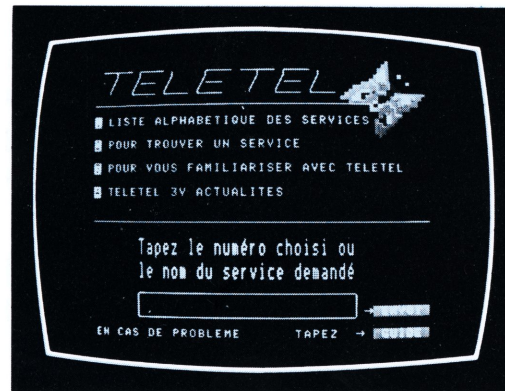 TELETEL
LISTE ALPHABETIQUE DES SERVICES
POUR TROUVER UN SERVICE
POUR VOUS FAMILIARISER AVEC TELETEL
TELETEL 3V ACTUALITES
Tapez le numéro choisi ou
le nom du service demandé
→
EN CAS DE PROBLEME TAPEZ → GUIDE